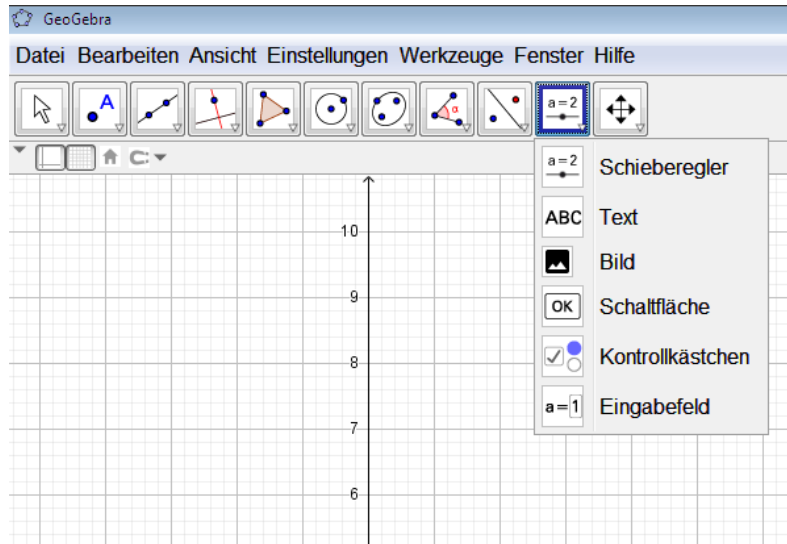 GeoGebra
Datei Bearbeiten Ansicht Einstellungen Werkzeuge Fenster Hilfe
A α a=2
a=2 Schieberegler
ABC Text
Bild
OK Schaltfläche
Kontrollkästchen
a=1 Eingabefeld
10
9
8
7
6